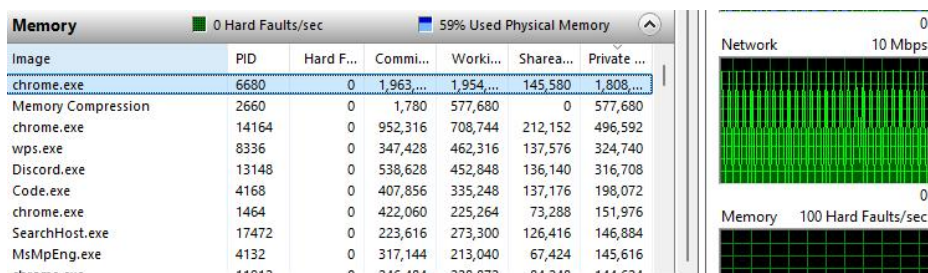 Memory 0 Hard Faults/sec 59% Used Physical Memory
Image PID Hard F... Commi... Worki... Sharea... Private ...
chrome.exe 6680 0 1,963,... 1,954,... 145,580 1,808,...
Memory Compression 2660 0 1,780 577,680 0 577,680
chrome.exe 14164 0 952,316 708,744 212,152 496,592
wps.exe 8336 0 347,428 462,316 137,576 324,740
Discord.exe 13148 0 538,628 452,848 136,140 316,708
Code.exe 4168 0 407,856 335,248 137,176 198,072
chrome.exe 1464 0 422,060 225,264 73,288 151,976
SearchHost.exe 17472 0 223,616 273,300 126,416 146,884
MsMpEng.exe 4132 0 317,144 213,040 67,424 145,616
0
Network 10 Mbps
0
Memory 100 Hard Faults/sec